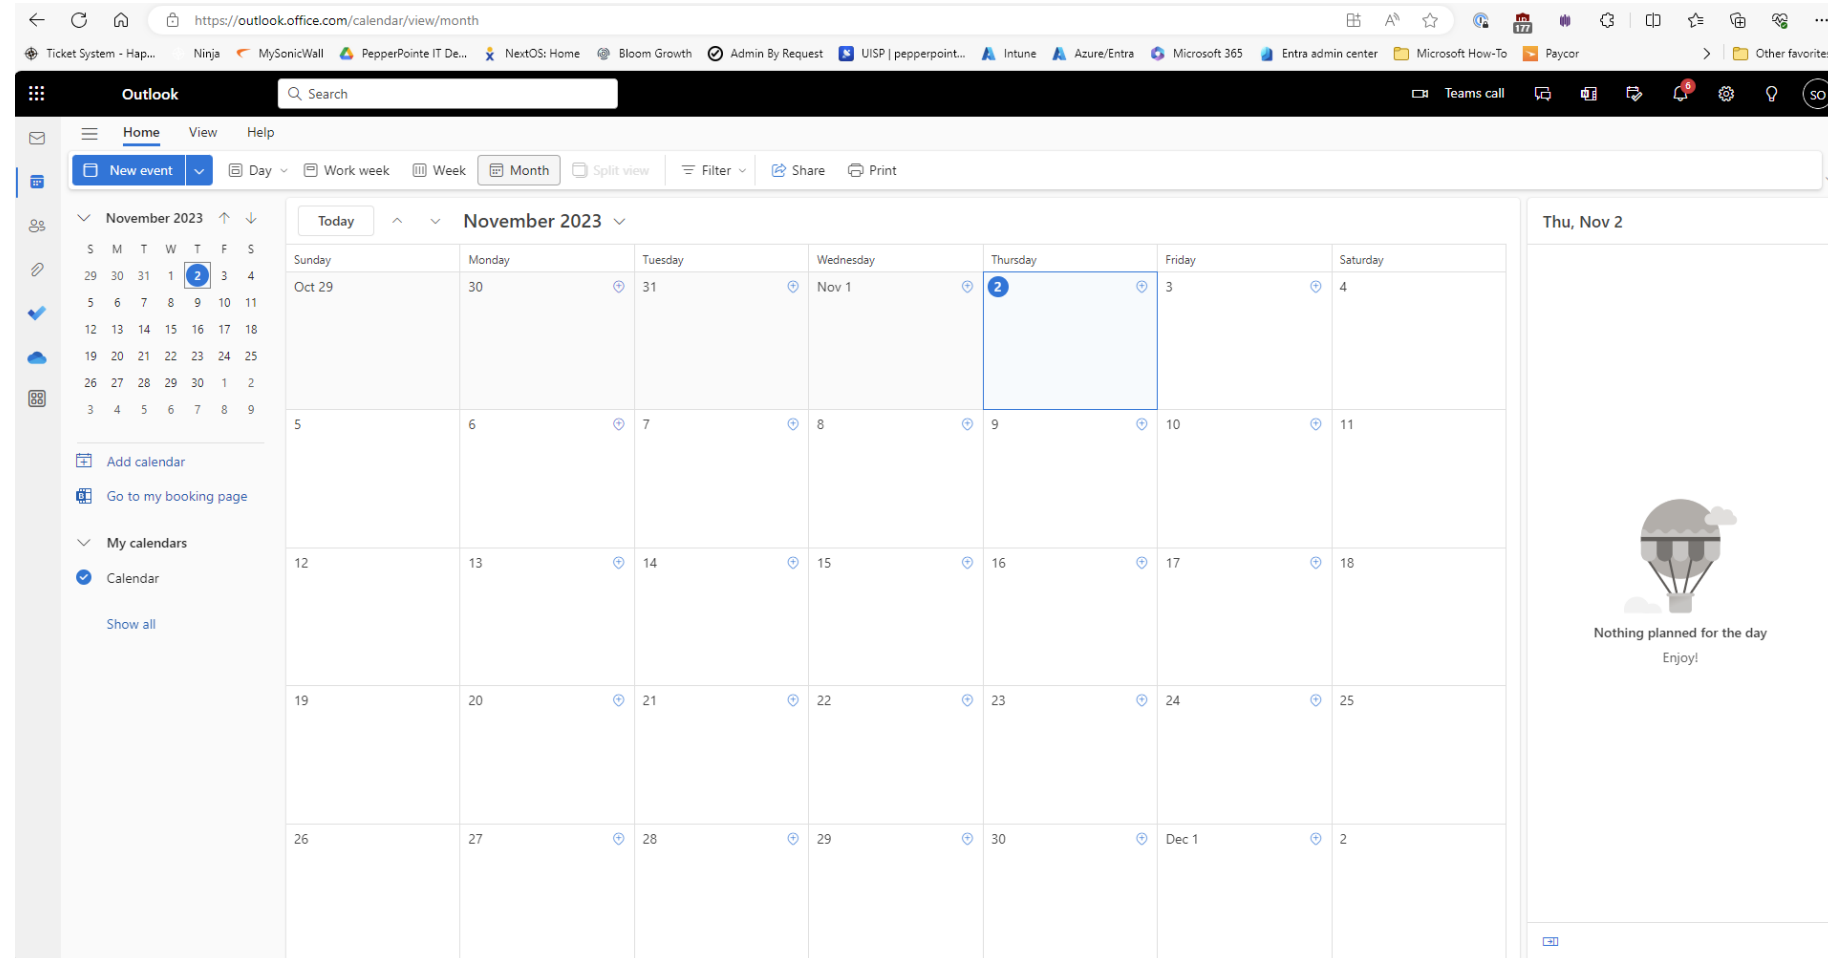 https://outlook.office.com/calendar/view/month
177
Ticket System - Hap... Ninja MySonicWall PepperPointe IT De... NextOS: Home Bloom Growth Admin By Request UISP | pepperpoint... Intune Azure/Entra Microsoft 365 Entra admin center Microsoft How-To Paycor Other favorites
Outlook Search Teams call 6 SO
Home View Help
New event Day Work week Week Month Split view Filter Share Print
November 2023
S M T W T F S
29 30 31 1 2 3 4
5 6 7 8 9 10 11
12 13 14 15 16 17 18
19 20 21 22 23 24 25
26 27 28 29 30 1 2
3 4 5 6 7 8 9
Add calendar
Go to my booking page
My calendars
Calendar
Show all
Today November 2023
Sunday Monday Tuesday Wednesday Thursday Friday Saturday
Oct 29 30 31 Nov 1 2 3 4
5 6 7 8 9 10 11
12 13 14 15 16 17 18
19 20 21 22 23 24 25
26 27 28 29 30 Dec 1 2
Thu, Nov 2
Nothing planned for the day
Enjoy!